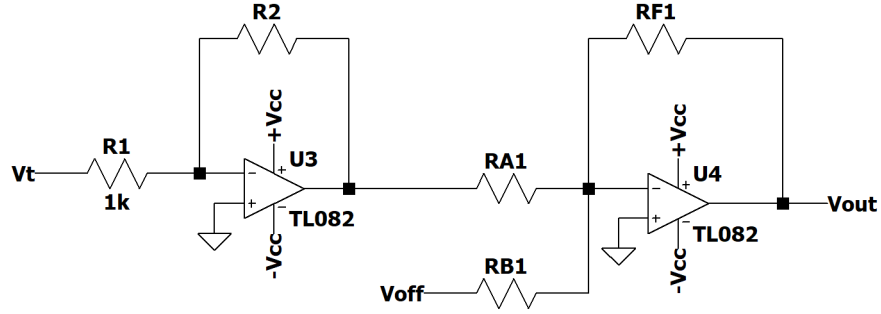 R2
RF1
+Vcc
+Vcc
R1
U3
RA1
U4
Vt
+
+
1k
TL082
TL082
Vout
-Vcc
-Vcc
RB1
Voff